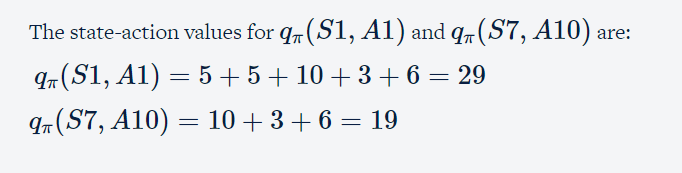 The state-action values for qπ(S1, A1) and qπ(S7, A10) are:
qπ(S1, A1) = 5 + 5 + 10 + 3 + 6 = 29
qπ(S7, A10) = 10 + 3 + 6 = 19